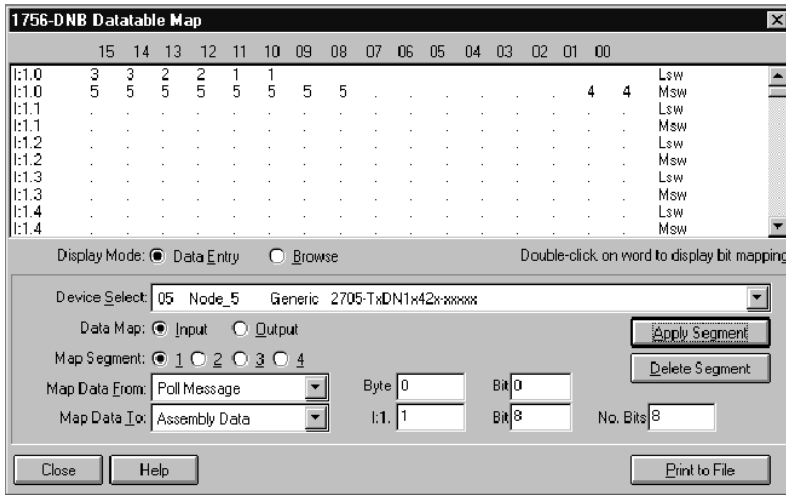 1756-DNB Datatable Map
15 14 13 12 11 10 09 08 07 06 05 04 03 02 01 00
I:1.0 3 3 2 2 1 1 Lsw
I:1.0 5 5 5 5 5 5 5 5 . . . . . . 4 4 Msw
I:1.1 . . . . . . . . . . . . . . . . Lsw
I:1.1 . . . . . . . . . . . . . . . . Msw
I:1.2 . . . . . . . . . . . . . . . . Lsw
I:1.2 . . . . . . . . . . . . . . . . Msw
I:1.3 . . . . . . . . . . . . . . . . Lsw
I:1.3 . . . . . . . . . . . . . . . . Msw
I:1.4 . . . . . . . . . . . . . . . . Lsw
I:1.4 . . . . . . . . . . . . . . . . Msw
Display Mode: Data Entry Browse Double-click on word to display bit mapping
Device Select: 05 Node_5 Generic 2705-TxDN1x42x-xxxxx
Data Map: Input Output Apply Segment
Map Segment: 1 2 3 4 Delete Segment
Map Data From: Poll Message Byte 0 Bit 0
Map Data To: Assembly Data I:1. 1 Bit 8 No. Bits 8
Close Help Print to File